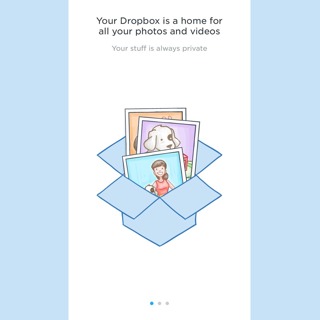 Your Dropbox is a home for
all your photos and videos
Your stuff is always private